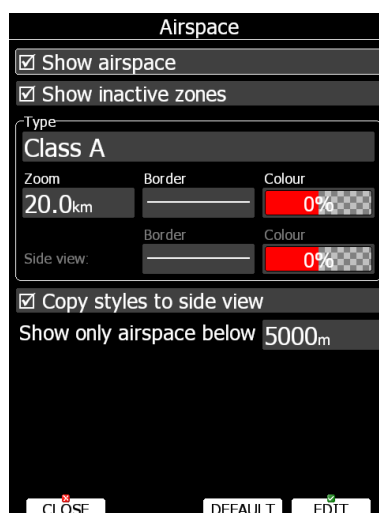 Airspace
Show airspace
Show inactive zones
Type
Class A
Zoom Border Colour
20.0km 0%
Border Colour
Side view: 0%
Copy styles to side view
Show only airspace below 5000m
CLOSE DEFAULT EDIT